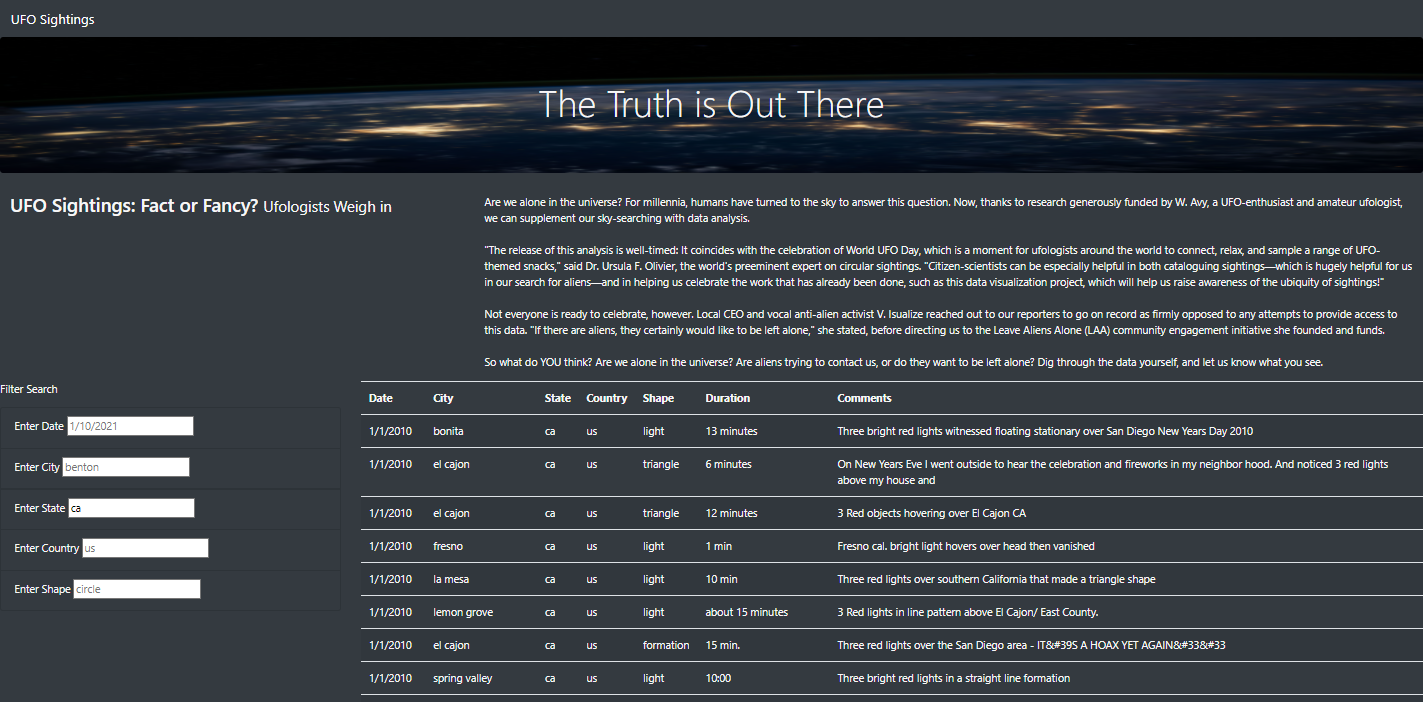 UFO Sightings
The Truth is Out There
UFO Sightings: Fact or Fancy? Ufologists Weigh in
Are we alone in the universe? For millennia, humans have turned to the sky to answer this question. Now, thanks to research generously funded by W. Avy, a UFO-enthusiast and amateur ufologist,
we can supplement our sky-searching with data analysis.
"The release of this analysis is well-timed: It coincides with the celebration of World UFO Day, which is a moment for ufologists around the world to connect, relax, and sample a range of UFO-
themed snacks," said Dr. Ursula F. Olivier, the world's preeminent expert on circular sightings. "Citizen-scientists can be especially helpful in both cataloguing sightings—which is hugely helpful for us
in our search for aliens—and in helping us celebrate the work that has already been done, such as this data visualization project, which will help us raise awareness of the ubiquity of sightings!"
Not everyone is ready to celebrate, however. Local CEO and vocal anti-alien activist V. Isualize reached out to our reporters to go on record as firmly opposed to any attempts to provide access to
this data. "If there are aliens, they certainly would like to be left alone," she stated, before directing us to the Leave Aliens Alone (LAA) community engagement initiative she founded and funds.
So what do YOU think? Are we alone in the universe? Are aliens trying to contact us, or do they want to be left alone? Dig through the data yourself, and let us know what you see.
Filter Search
Enter Date 1/10/2021
Enter City benton
Enter State ca
Enter Country us
Enter Shape circle
Date City State Country Shape Duration Comments
1/1/2010 bonita ca us light 13 minutes Three bright red lights witnessed floating stationary over San Diego New Years Day 2010
1/1/2010 el cajon ca us triangle 6 minutes On New Years Eve I went outside to hear the celebration and fireworks in my neighbor hood. And noticed 3 red lights
above my house and
1/1/2010 el cajon ca us triangle 12 minutes 3 Red objects hovering over El Cajon CA
1/1/2010 fresno ca us light 1 min Fresno cal. bright light hovers over head then vanished
1/1/2010 la mesa ca us light 10 min Three red lights over southern California that made a triangle shape
1/1/2010 lemon grove ca us light about 15 minutes 3 Red lights in line pattern above El Cajon/ East County.
1/1/2010 el cajon ca us formation 15 min. Three red lights over the San Diego area - IT&#39S A HOAX YET AGAIN&#33&#33
1/1/2010 spring valley ca us light 10:00 Three bright red lights in a straight line formation